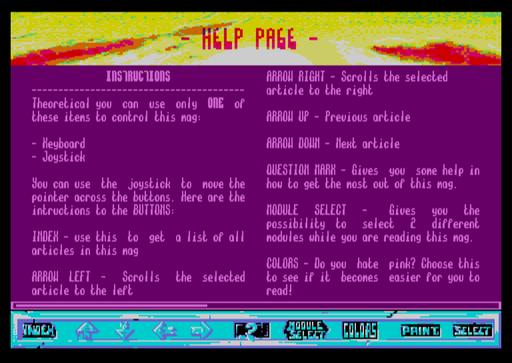 - HELP PAGE -
INSTRUCTIONS
----------------------------------------
Theoretical you can use only ONE of
these items to control this mag:
- Keyboard
- Joystick
You can use the joystick to move the
pointer across the buttons. Here are the
intructions to the BUTTONS:
INDEX - use this to get a list of all
articles in this mag
ARROW LEFT - Scrolls the selected
article to the left
ARROW RIGHT - Scrolls the selected
article to the right
ARROW UP - Previous article
ARROW DOWN - Next article
QUESTION MARK - Gives you some help in
how to get the most out of this mag.
MODULE SELECT - Gives you the
possibility to select 2 different
modules while you are reading this mag.
COLORS - Do you hate pink? Choose this
to see if it becomes easier for you to
read!
INDEX
?
MODULE
SELECT
COLORS
PRINT
SELECT